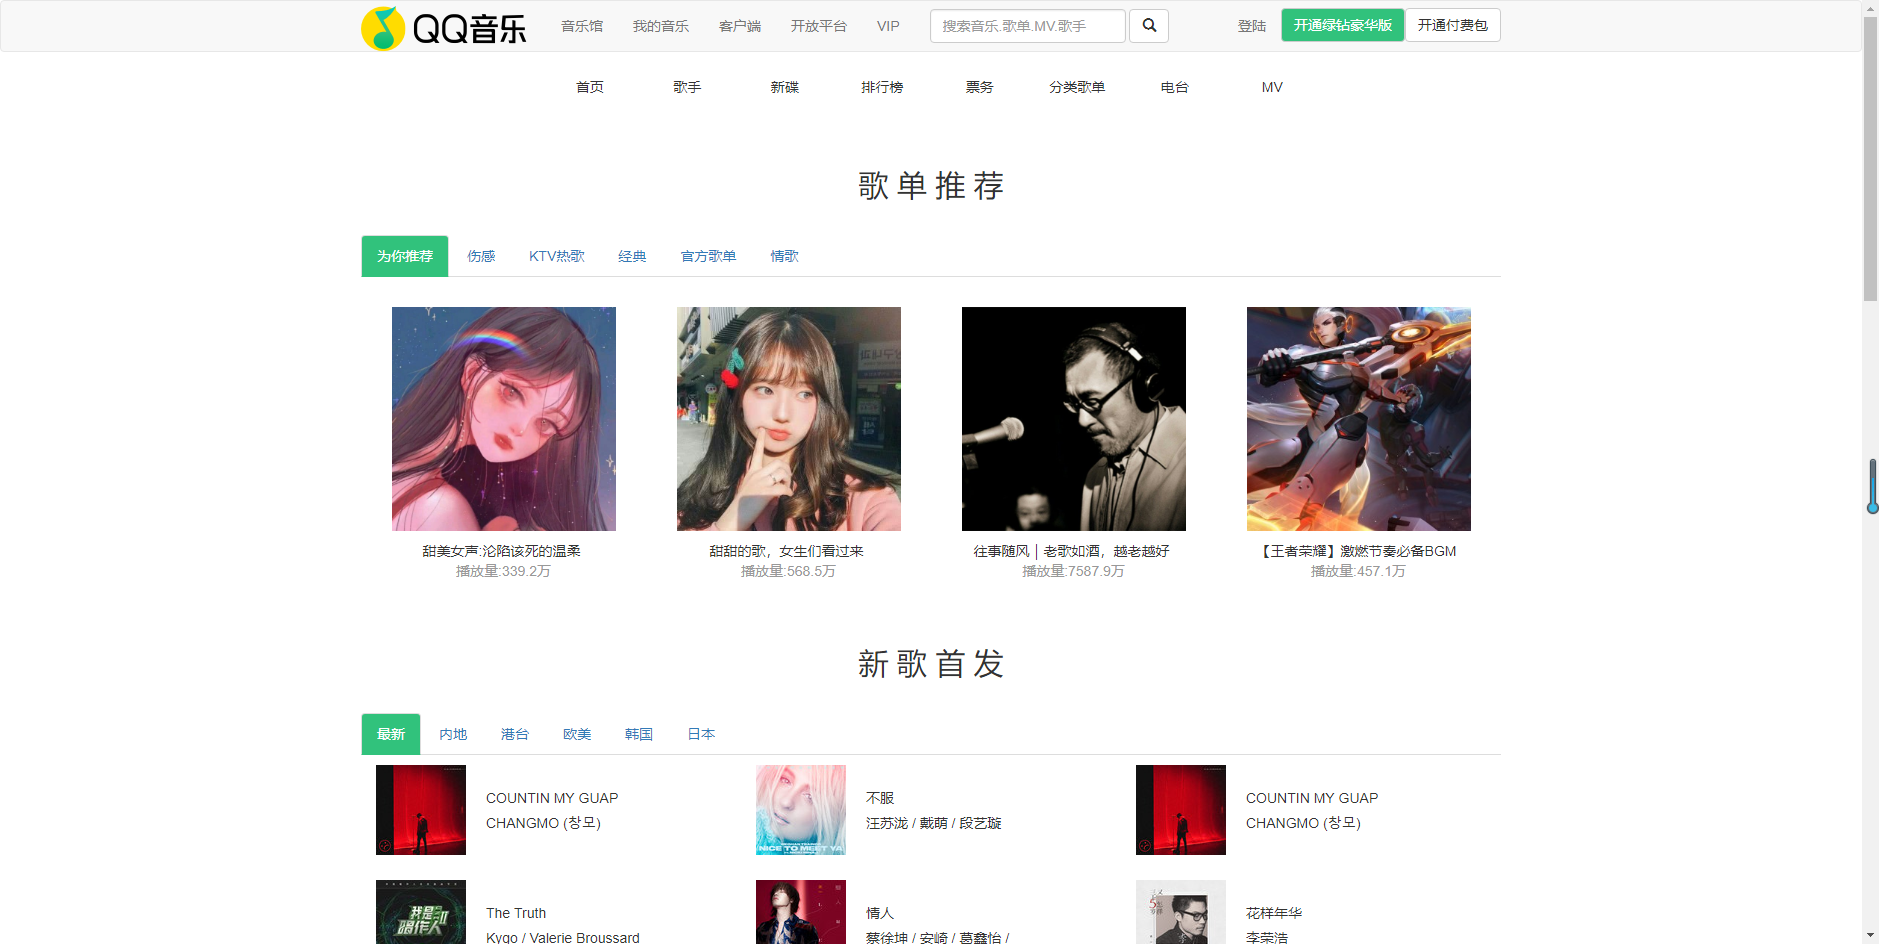 QQ音乐
音乐馆 我的音乐 客户端 开放平台 VIP 搜索音乐.歌单.MV.歌手 登陆 开通绿钻豪华版 开通付费包
首页 歌手 新碟 排行榜 票务 分类歌单 电台 MV
歌单推荐
为你推荐 伤感 KTV热歌 经典 官方歌单 情歌
甜美女声:沦陷该死的温柔
播放量:339.2万
甜甜的歌，女生们看过来
播放量:568.5万
往事随风｜老歌如酒，越老越好
播放量:7587.9万
【王者荣耀】激燃节奏必备BGM
播放量:457.1万
新歌首发
最新 内地 港台 欧美 韩国 日本
COUNTIN MY GUAP
CHANGMO (창모)
NICE TO MEET YA
不服
汪苏泷 / 戴萌 / 段艺璇
COUNTIN MY GUAP
CHANGMO (창모)
我是唱作人
The Truth
Kygo / Valerie Broussard
情人
蔡徐坤 / 安崎 / 葛鑫怡 /
花样年华
李荣浩